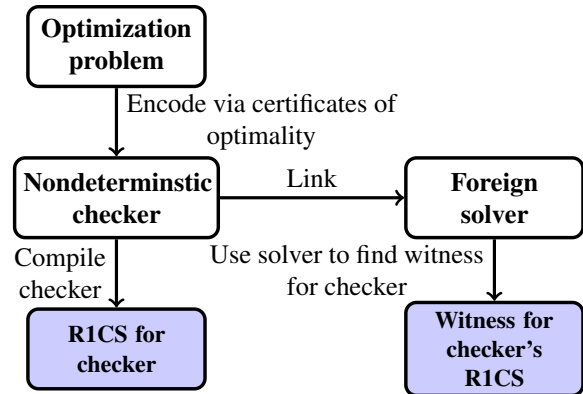 Optimization
problem
Encode via certificates of
optimality
Nondeterminstic
checker
Link
Foreign
solver
Compile
checker
Use solver to find witness
for checker
R1CS for
checker
Witness for
checker's
R1CS